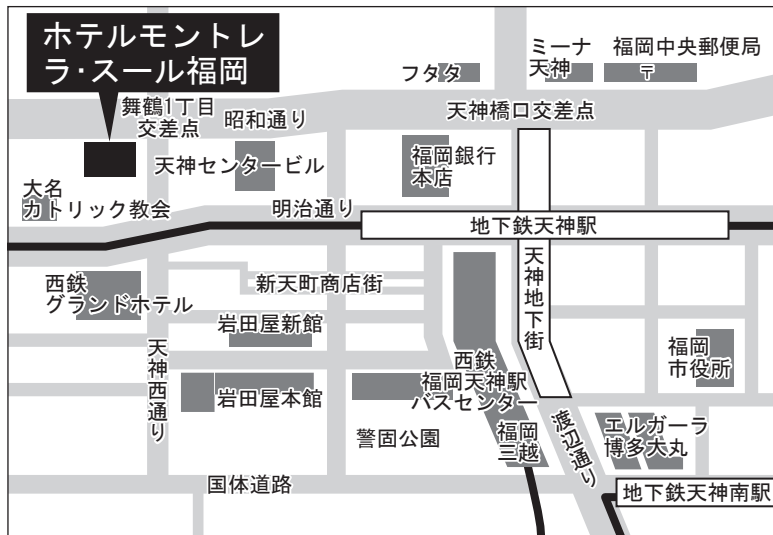 ホテルモントレ
ラ・スール福岡
舞鶴1丁目
交差点
昭和通り
フタタ
ミーナ
天神
福岡中央郵便局
〒
天神橋口交差点
天神センタービル
福岡銀行
本店
大名
カトリック教会
明治通り
地下鉄天神駅
天神地下街
西鉄
グランドホテル
新天町商店街
岩田屋新館
天神西通り
岩田屋本館
西鉄
福岡天神駅
バスセンター
福岡
市役所
警固公園
福岡
三越
渡辺通り
エルガーラ
博多大丸
国体道路
地下鉄天神南駅